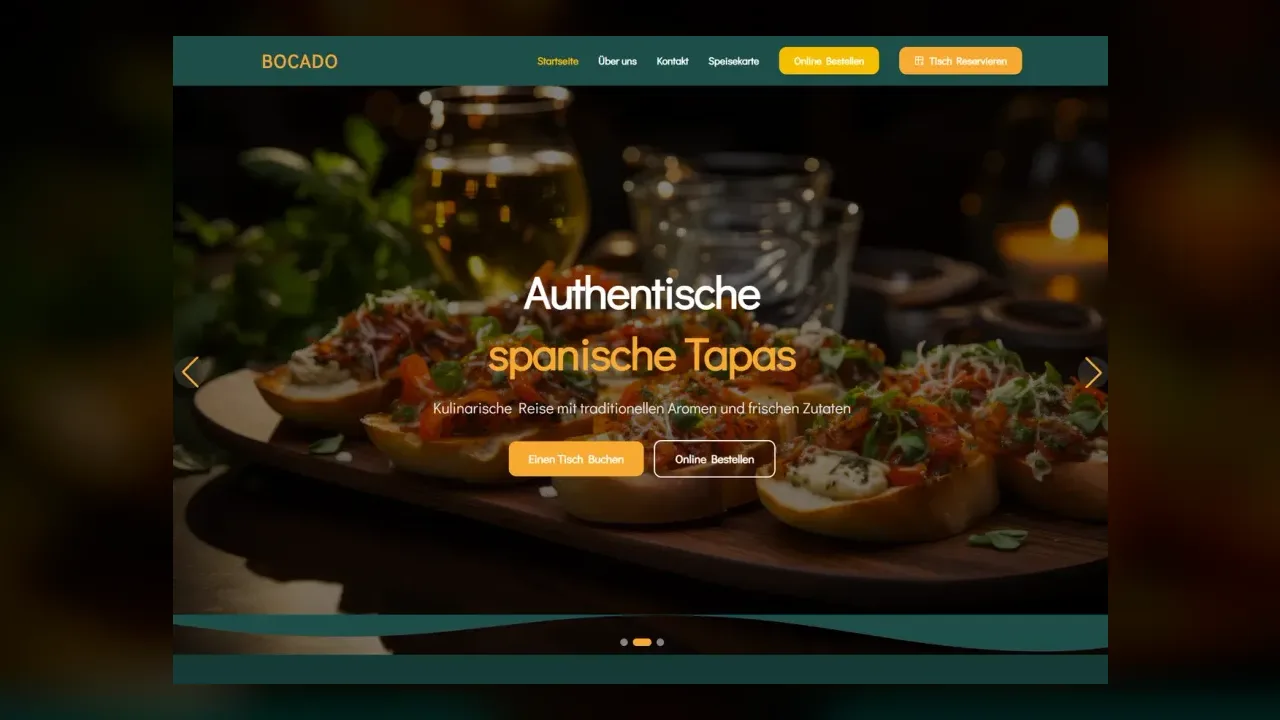 BOCADO
Startseite Über uns Kontakt Speisekarte Online Bestellen Tisch Reservieren
Authentische
spanische Tapas
Kulinarische Reise mit traditionellen Aromen und frischen Zutaten
Einen Tisch Buchen Online Bestellen